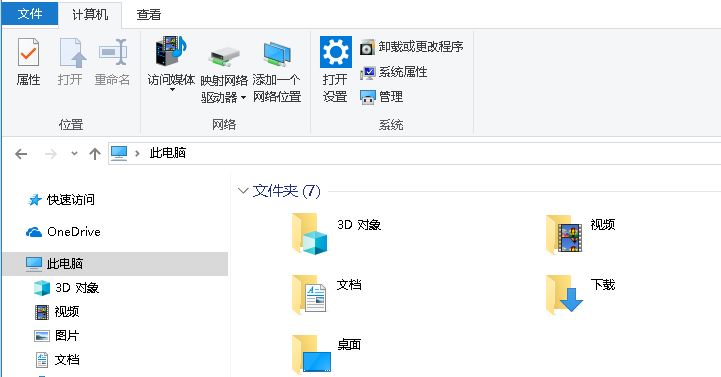 文件 计算机 查看
属性 打开 重命名 访问媒体 映射网络 驱动器 添加一个 网络位置 打开 设置 卸载或更改程序
系统属性
管理
位置 网络 系统
此电脑
快速访问
OneDrive
此电脑
3D 对象
视频
图片
文档
文件夹 (7)
3D 对象 视频
文档 下载
桌面